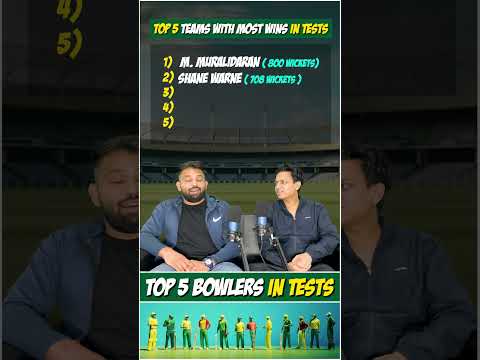 TOP 5 TEAMS WITH MOST WINS IN TESTS
1) M. MURALIDARAN ( 800 WICKETS)
2) SHANE WARNE ( 708 WICKETS )
3)
4)
5)
TOP 5 BOWLERS IN TESTS